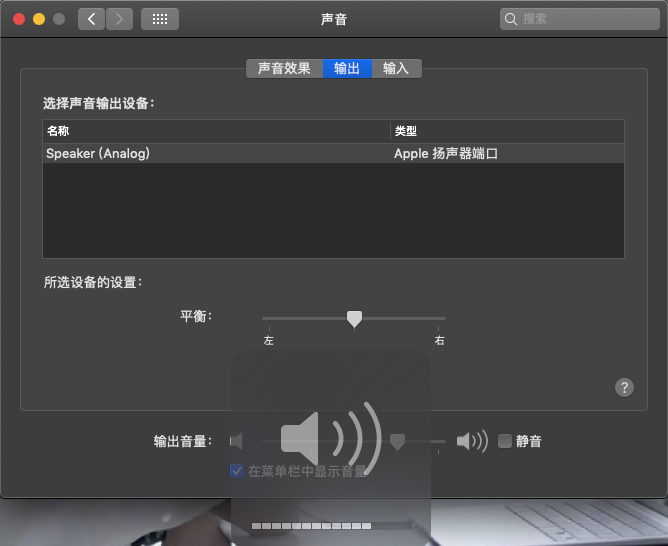 声音
搜索
声音效果 输出 输入
选择声音输出设备：
名称 类型
Speaker (Analog) Apple 扬声器端口
所选设备的设置：
平衡：
左 右
?
输出音量： 静音
在菜单栏中显示音量